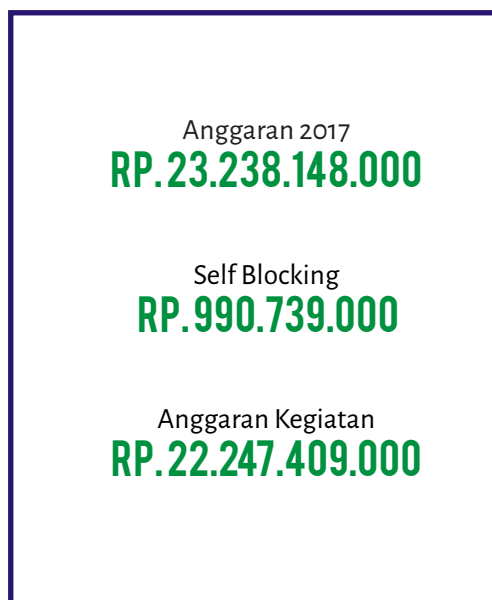 Anggaran 2017
RP. 23.238.148.000
Self Blocking
RP. 990.739.000
Anggaran Kegiatan
RP. 22.247.409.000